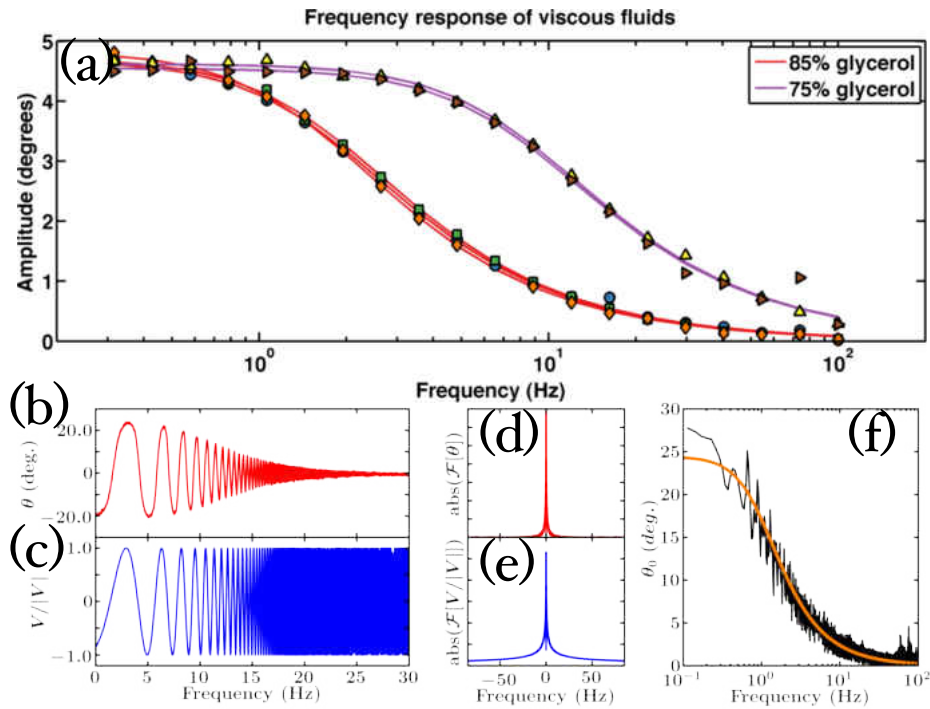 Frequency response of viscous fluids
(a)
85% glycerol
75% glycerol
5
4
3
2
1
0
Amplitude (degrees)
10^0
10^1
10^2
Frequency (Hz)
(b)
20.0
0
−20.0
θ (deg.)
(c)
1.0
0
−1.0
V/|V|
0 5 10 15 20 25 30
Frequency (Hz)
(d)
abs(ℱ[θ])
(e)
abs(ℱ[V/|V|])
−50 0 50
Frequency (Hz)
(f)
30
25
20
15
10
5
0
θ₀ (deg.)
10^−1 10^0 10^1 10^2
Frequency (Hz)